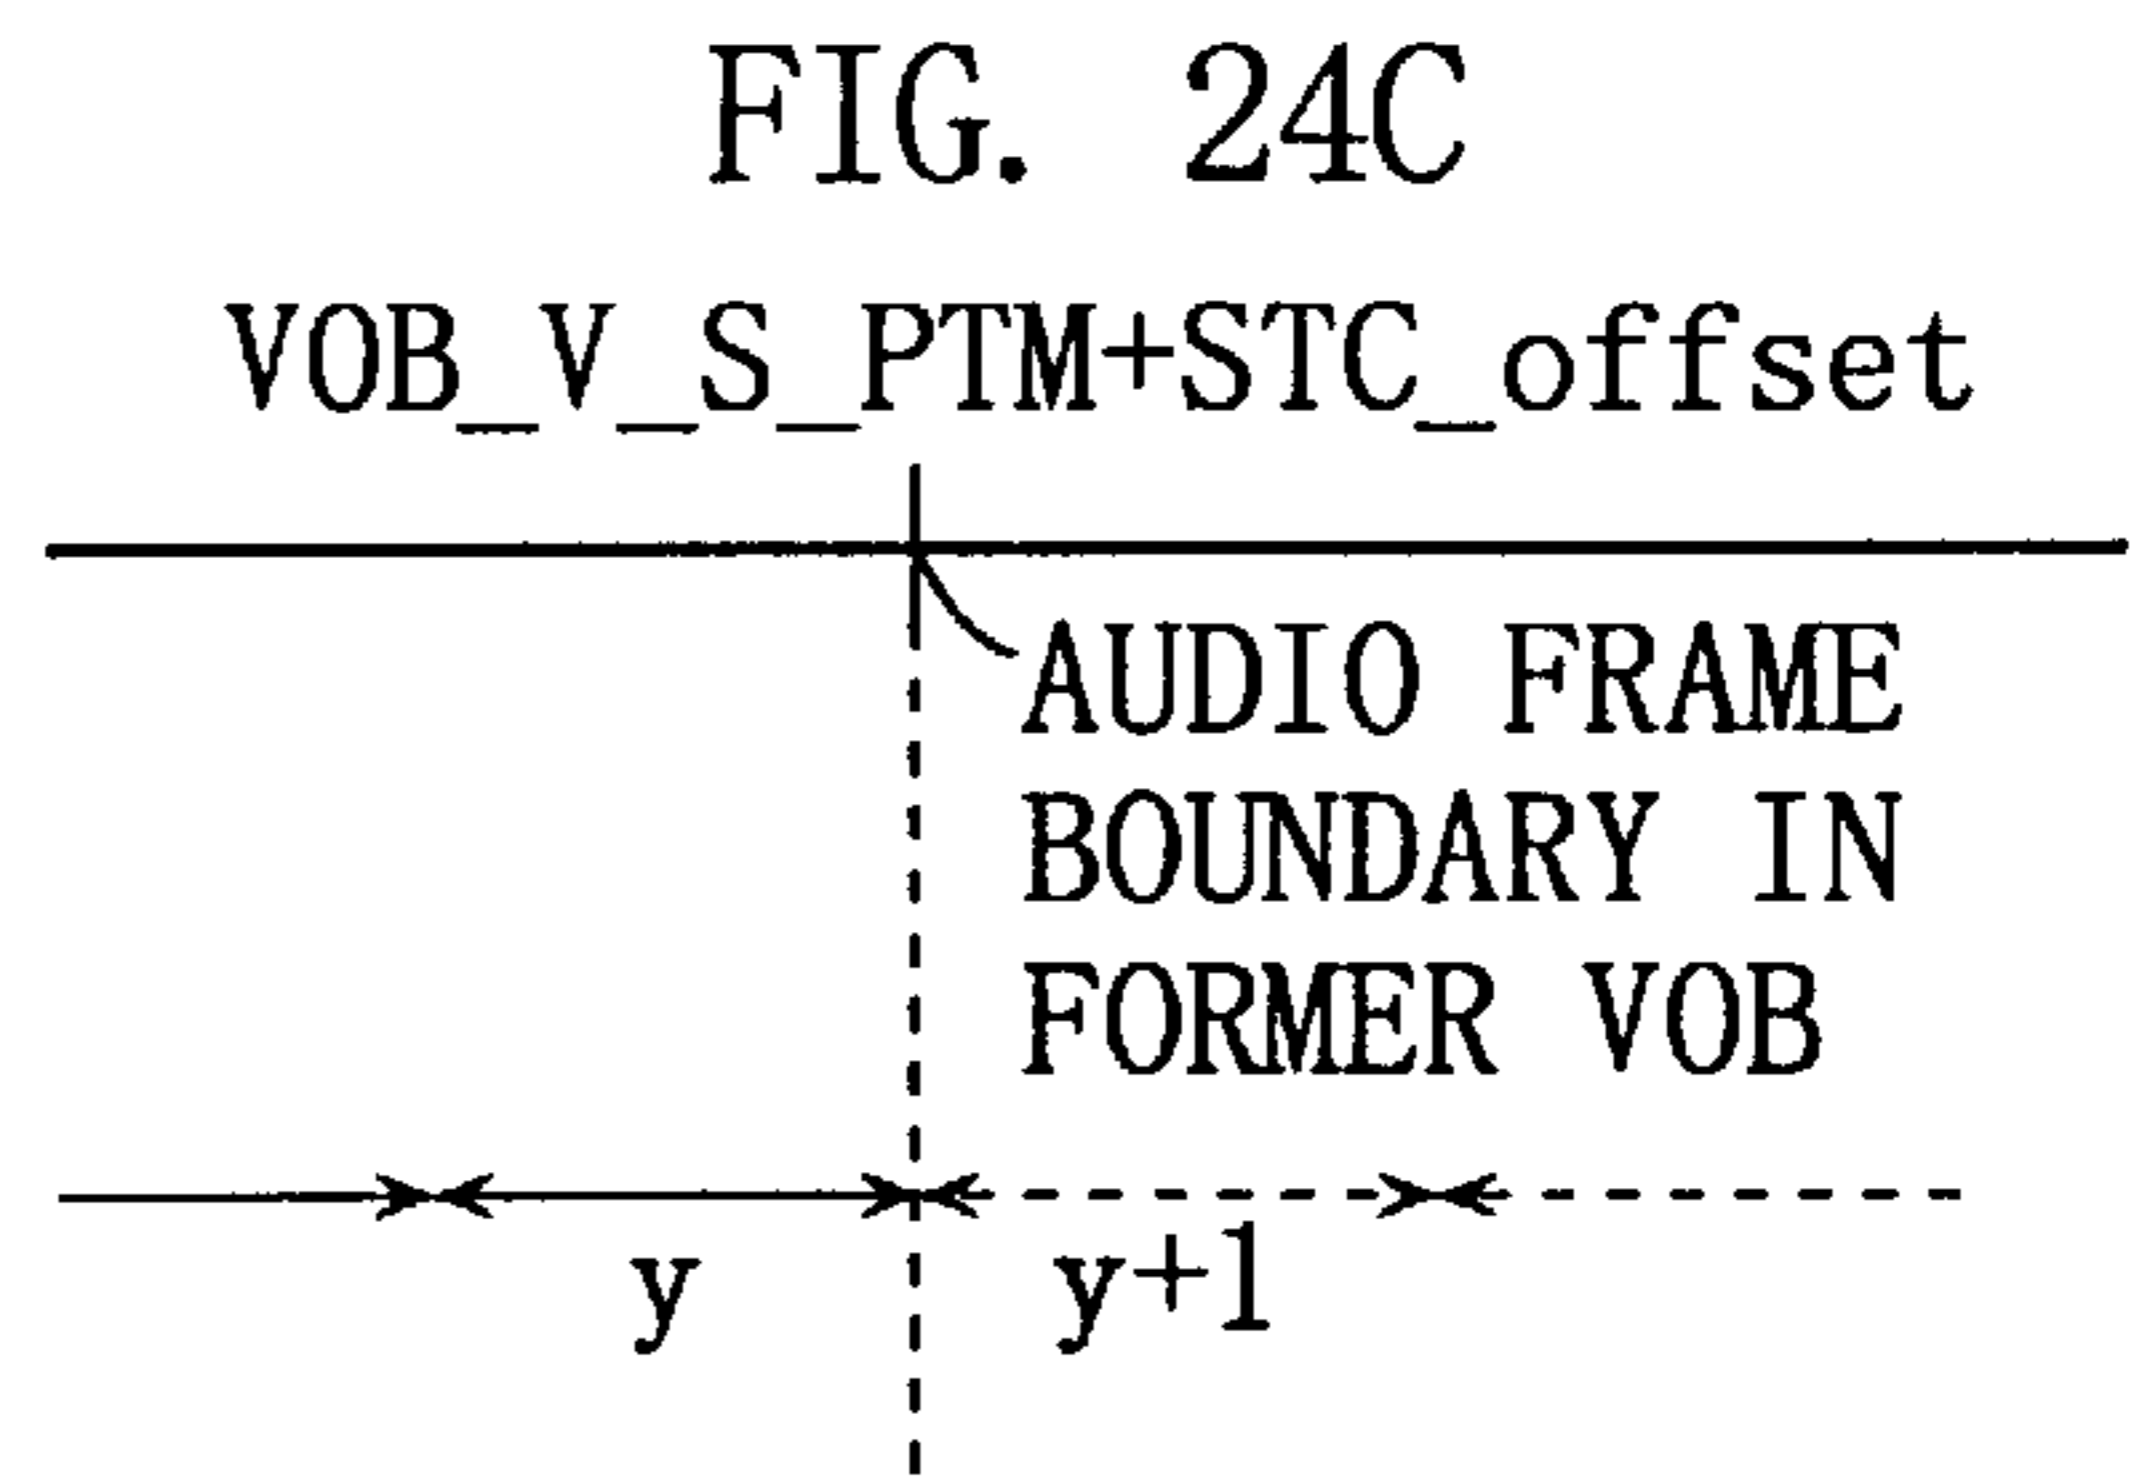 FIG. 24C
VOB_V_S_PTM+STC_offset
AUDIO FRAME
BOUNDARY IN
FORMER VOB
y y+1